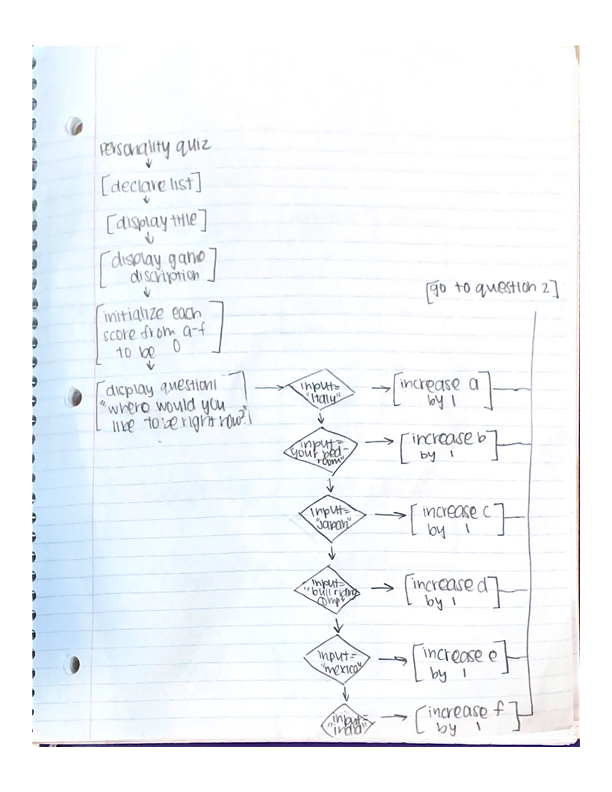 Personality quiz
[declare list]
[display title]
[display game
discription]
[initialize each
score from a-f
to be 0]
[display question1
"where would you
like to be right now?"]
[go to question 2]
input=
"Italy"
[increase a
by 1]
input=
"your bed-
room"
[increase b
by 1]
input=
"Japan"
[increase c
by 1]
input=
"bull riding
[increase d
by 1]
input=
"mexico"
[increase e
by 1]
input=
"india"
[increase f
by 1]